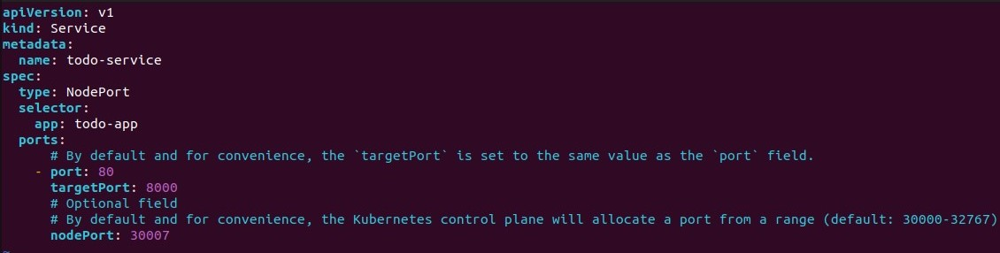 apiVersion: v1
kind: Service
metadata:
  name: todo-service
spec:
  type: NodePort
  selector:
    app: todo-app
  ports:
      # By default and for convenience, the `targetPort` is set to the same value as the `port` field.
    - port: 80
      targetPort: 8000
      # Optional field
      # By default and for convenience, the Kubernetes control plane will allocate a port from a range (default: 30000-32767)
      nodePort: 30007
~